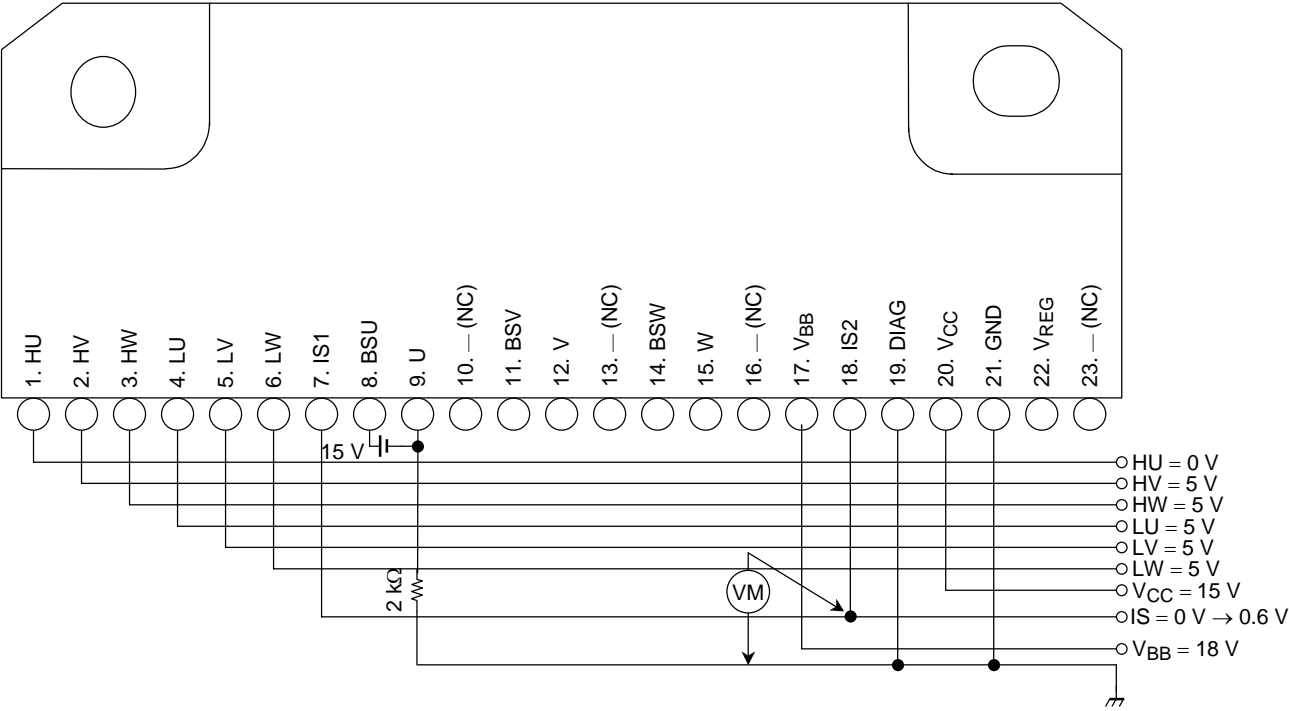 1. HU
2. HV
3. HW
4. LU
5. LV
6. LW
7. IS1
8. BSU
9. U
10. — (NC)
11. BSV
12. V
13. — (NC)
14. BSW
15. W
16. — (NC)
17. VBB
18. IS2
19. DIAG
20. VCC
21. GND
22. VREG
23. — (NC)
15 V
HU = 0 V
HV = 5 V
HW = 5 V
LU = 5 V
LV = 5 V
LW = 5 V
2 kΩ
VM
VCC = 15 V
IS = 0 V → 0.6 V
VBB = 18 V